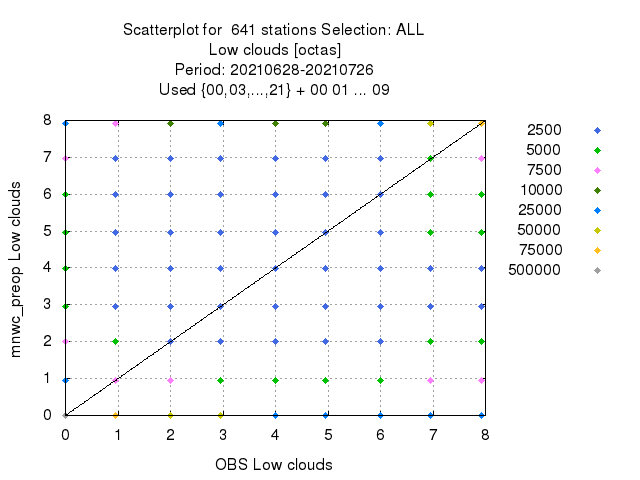 Scatterplot for 641 stations Selection: ALL
Low clouds [octas]
Period: 20210628-20210726
Used {00,03,...,21} + 00 01 ... 09
8
7
6
5
4
3
2
1
0
mnwc_preop Low clouds
0 1 2 3 4 5 6 7 8
OBS Low clouds
2500
5000
7500
10000
25000
50000
75000
500000